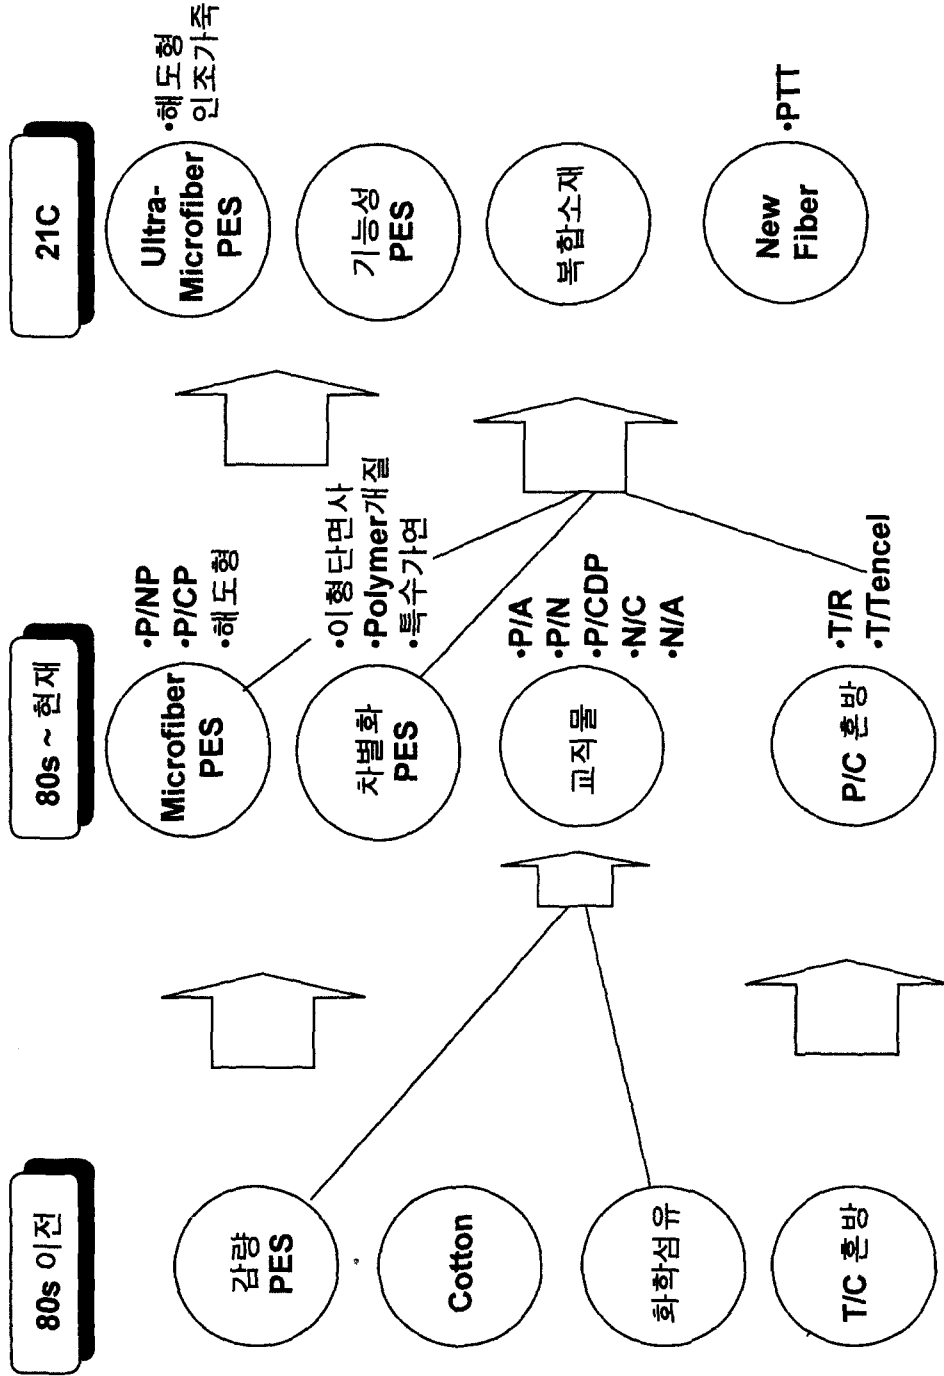 80s 이전
감량
PES
Cotton
화학섬유
T/C 혼방
80s ~ 현재
Microfiber
PES
•P/NP
•P/CP
•해도형
차별화
PES
•이형단면사
•Polymer개질
•특수가연
교직물
•P/A
•P/N
•P/CDP
•N/C
•N/A
P/C 혼방
•T/R
•T/Tencel
21C
Ultra-
Microfiber
PES
•해도형
인조가죽
기능성
PES
복합소재
New
Fiber
•PTT